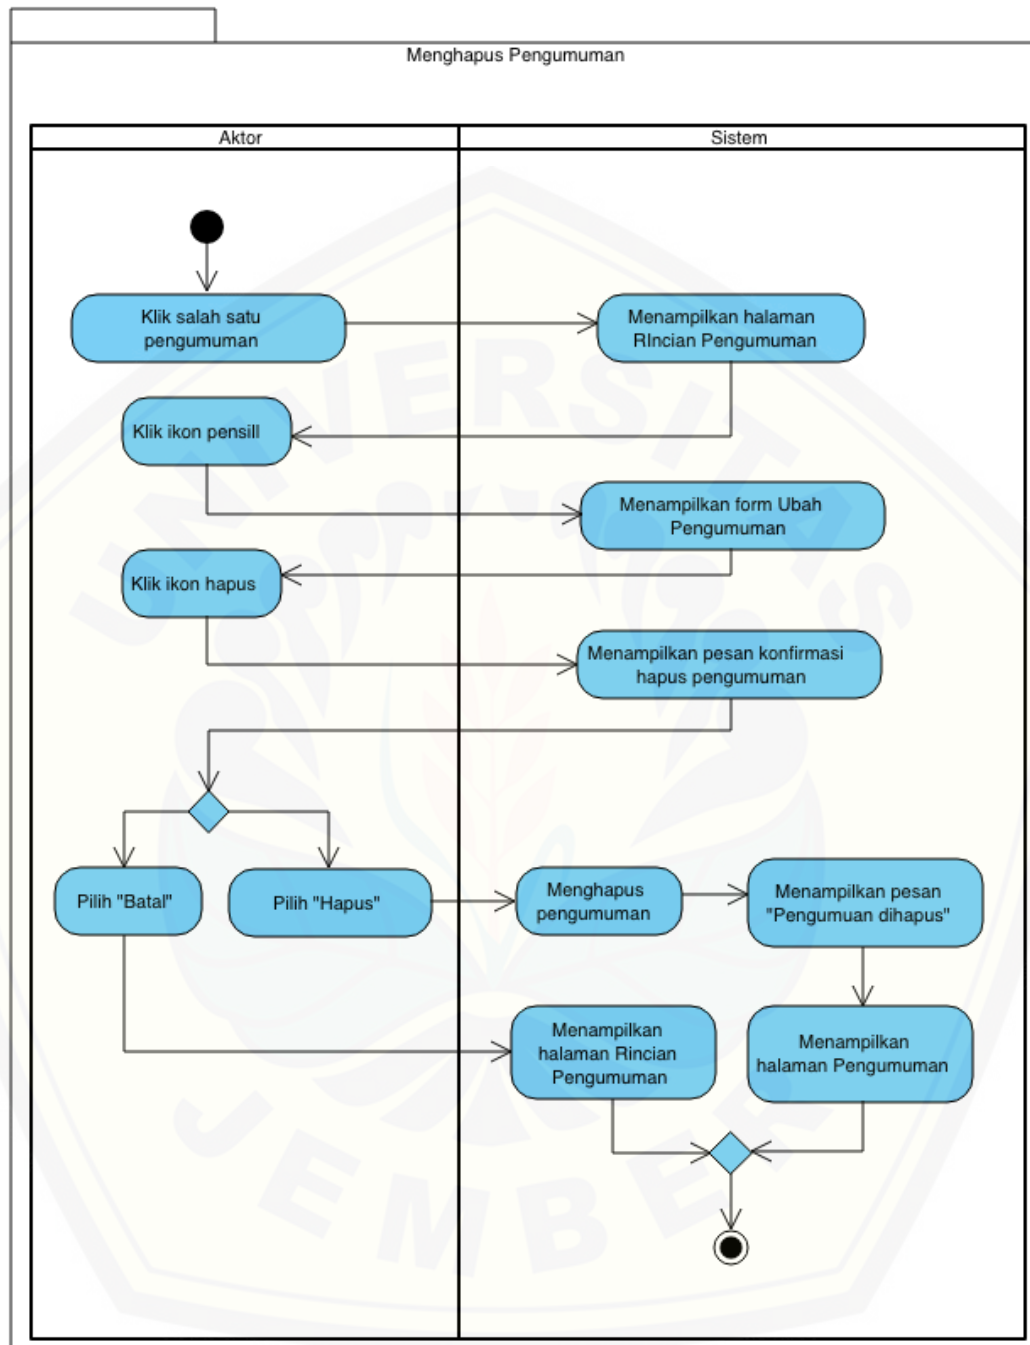 Menghapus Pengumuman
Aktor
Sistem
Klik salah satu
pengumuman
Menampilkan halaman
RIncian Pengumuman
Klik ikon pensill
Menampilkan form Ubah
Pengumuman
Klik ikon hapus
Menampilkan pesan konfirmasi
hapus pengumuman
Pilih "Batal"
Pilih "Hapus"
Menghapus
pengumuman
Menampilkan pesan
"Pengumuan dihapus"
Menampilkan
halaman Rincian
Pengumuman
Menampilkan
halaman Pengumuman
UNIVERSITAS
JEMBER